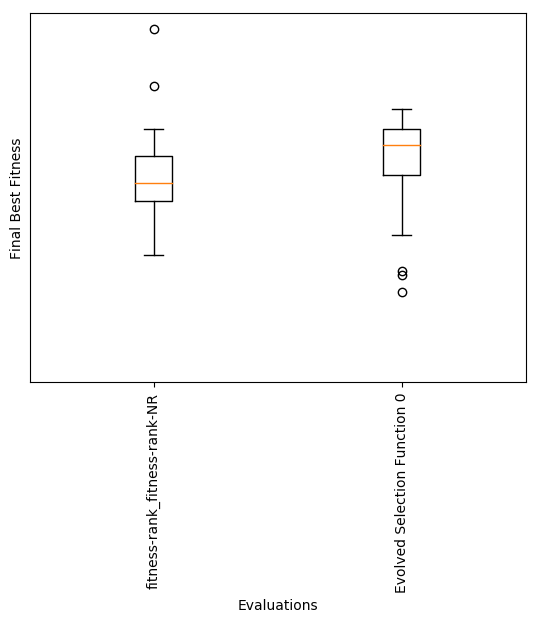 Final Best Fitness
fitness-rank_fitness-rank-NR
Evolved Selection Function 0
Evaluations